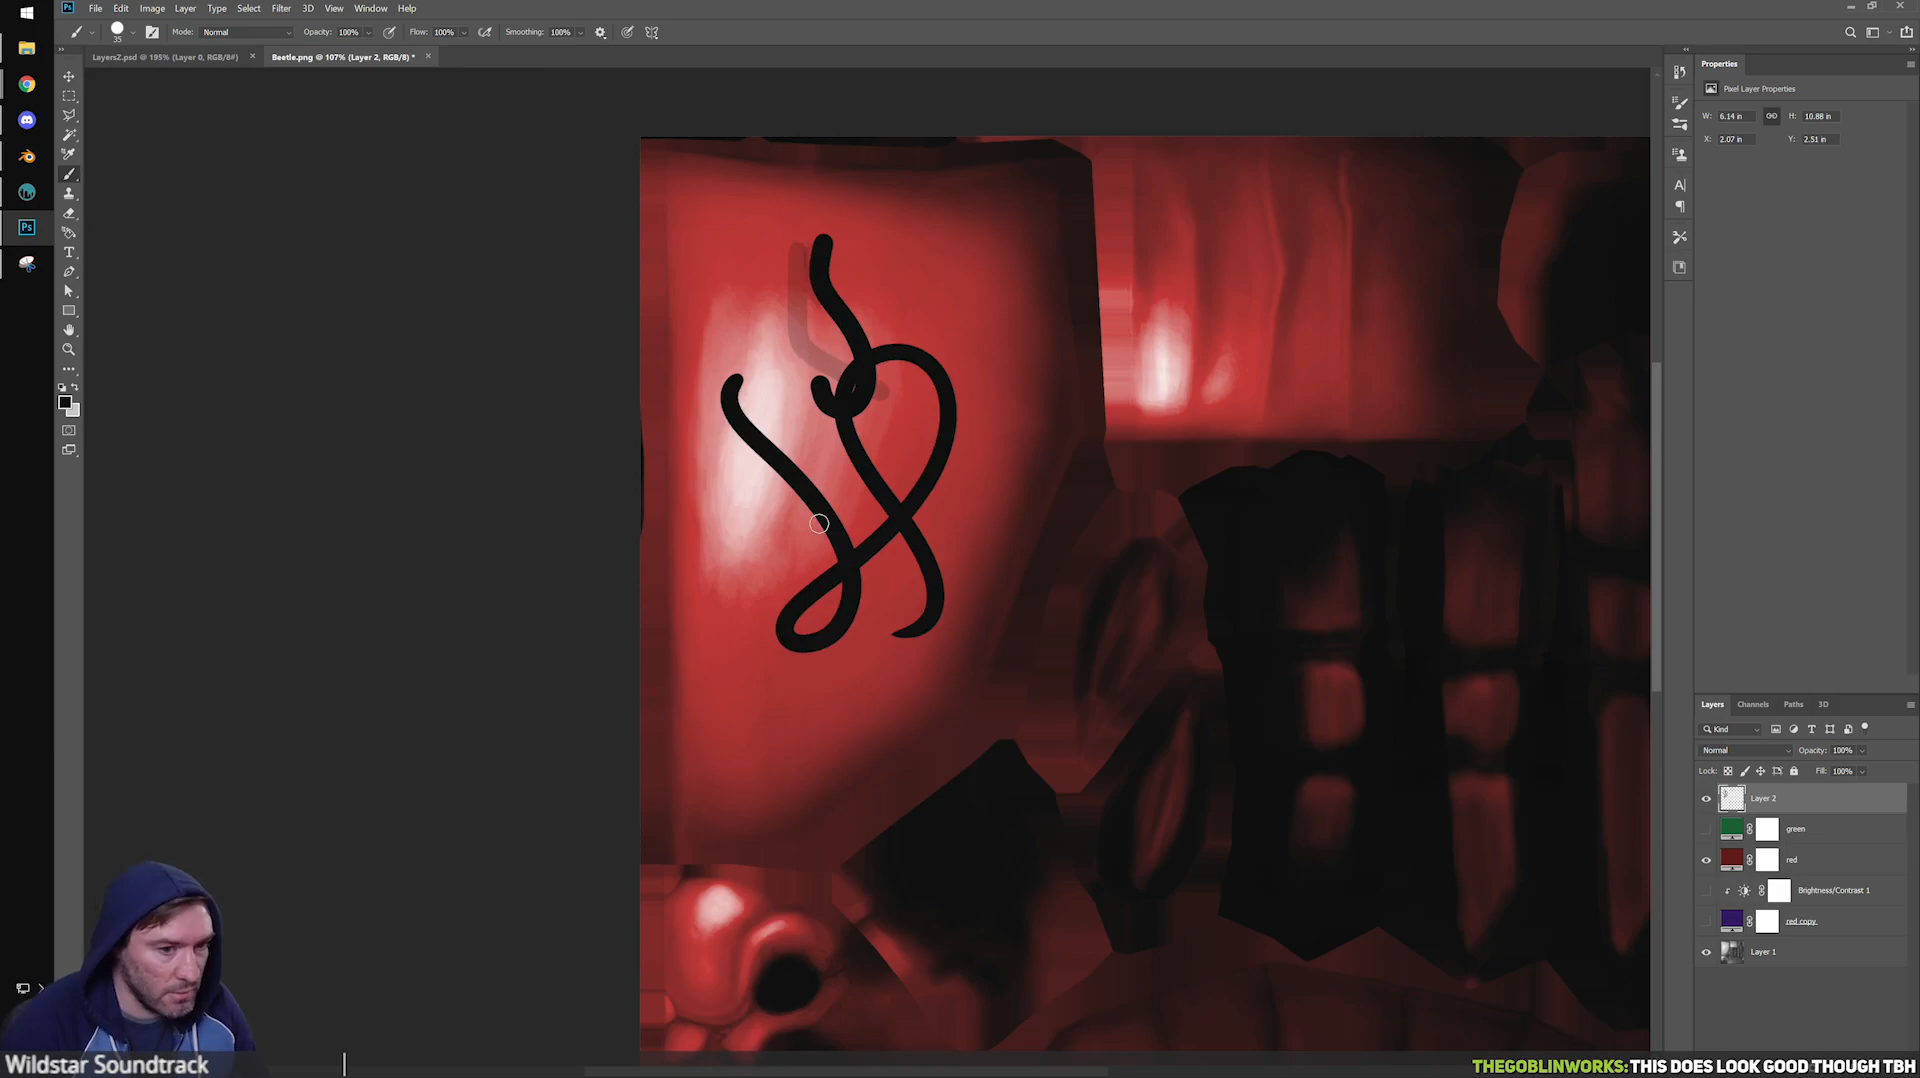 Ps File Edit Image Layer Type Select Filter 3D View Window Help
35 Mode: Normal Opacity: 100% Flow: 100% Smoothing: 100%
LayersZ.psd @ 195% (Layer 0, RGB/8#) × Beetle.png @ 107% (Layer 2, RGB/8) * ×
Properties
Pixel Layer Properties
W: 6.14 in H: 10.88 in
X: 2.07 in Y: 2.51 in
Ps
Layers Channels Paths 3D
Kind
Normal Opacity: 100%
Lock: Fill: 100%
Layer 2
green
red
Brightness/Contrast 1
red copy
Layer 1
Wildstar Soundtrack
THEGOBLINWORKS: THIS DOES LOOK GOOD THOUGH TBH